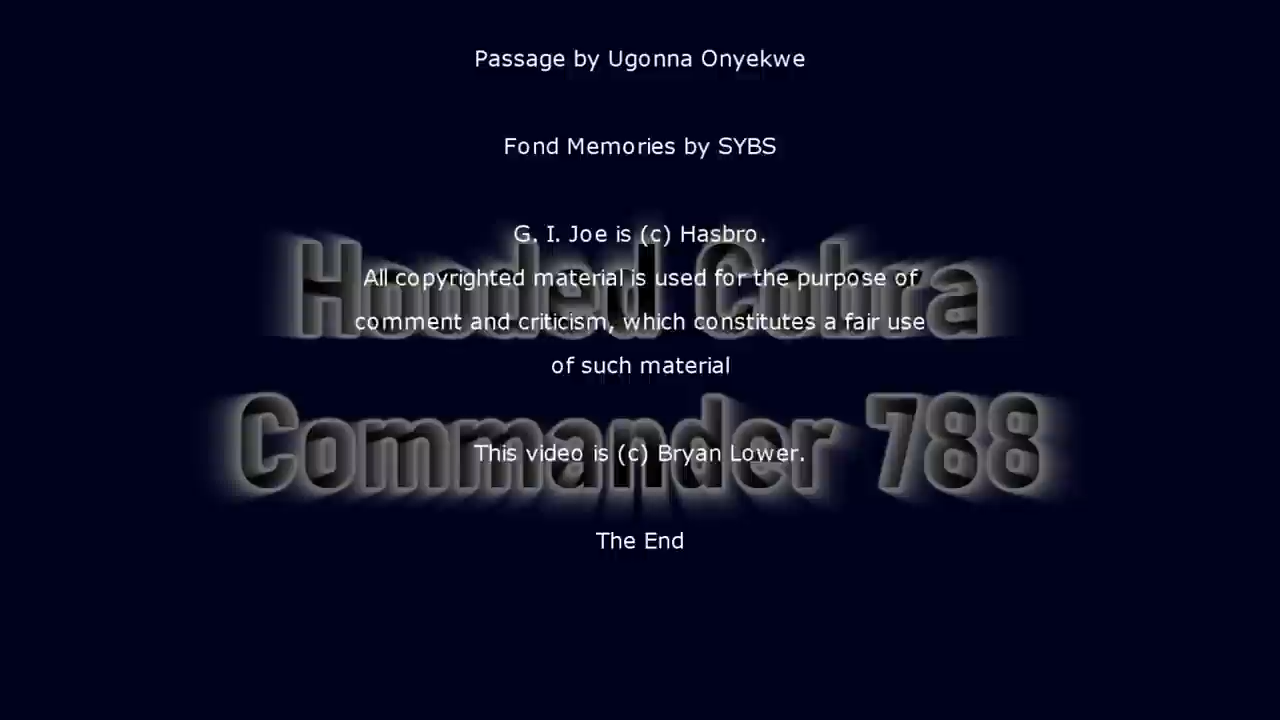 Passage by Ugonna Onyekwe
Fond Memories by SYBS
G. I. Joe is (c) Hasbro.
Hooded Cobra
All copyrighted material is used for the purpose of
comment and criticism, which constitutes a fair use
of such material
Commander 788
This video is (c) Bryan Lower.
The End